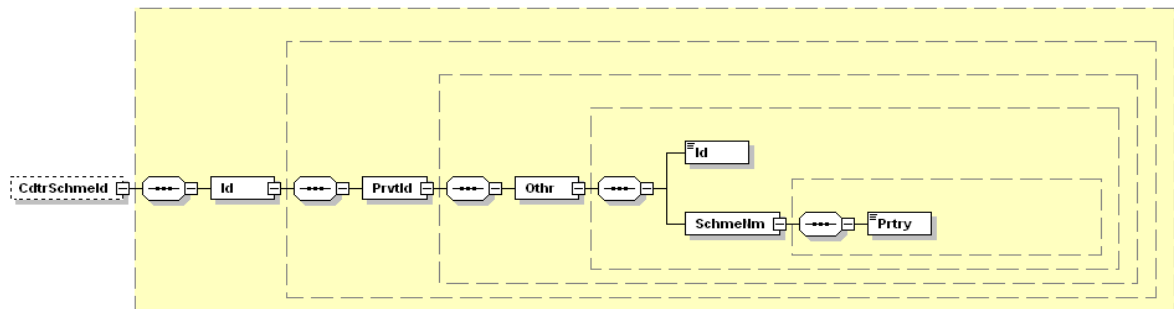 Id
CdtrSchmeId
Id
PrvtId
Othr
SchmeNm
Prtry